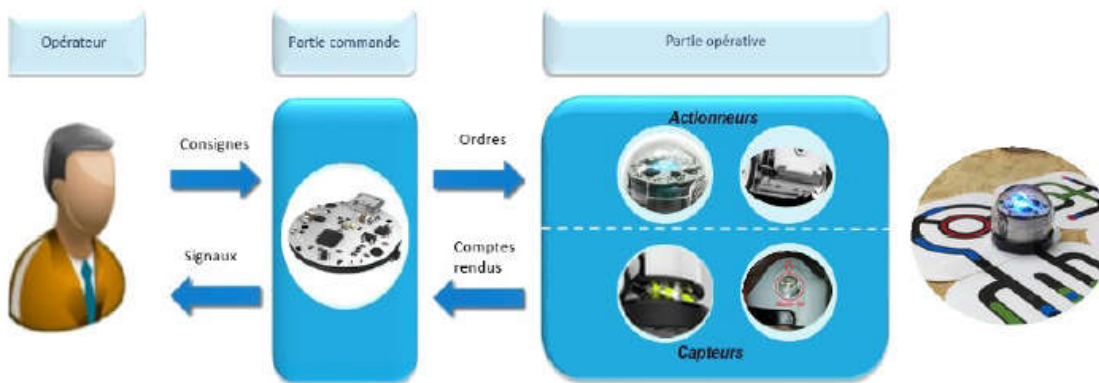 Opérateur
Partie commande
Partie opérative
Actionneurs
Consignes
Ordres
Signaux
Comptes
rendus
Capteurs